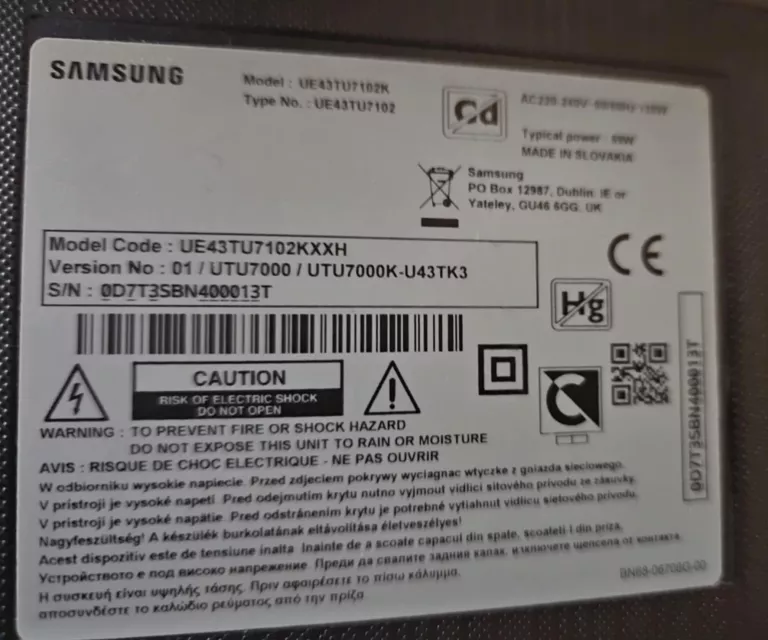 SAMSUNG
Model : UE43TU7102K
Type No. : UE43TU7102
Cd
Typical power :
MADE IN SLOVAKIA
Samsung
PO Box 12987, Dublin. IE or
Yateley, GU46 6GG. UK
Model Code : UE43TU7102KXXH
Version No : 01 / UTU7000 / UTU7000K-U43TK3
S/N : 0D7T3SBN400013T
CE
Hg
CAUTION
RISK OF ELECTRIC SHOCK
DO NOT OPEN
0D7T3SBN400013T
WARNING : TO PREVENT FIRE OR SHOCK HAZARD
DO NOT EXPOSE THIS UNIT TO RAIN OR MOISTURE
AVIS : RISQUE DE CHOC ELECTRIQUE - NE PAS OUVRIR
W odbiorniku wysokie napiecie. Przed zdjeciem pokrywy wyciagnac wtyczke z gniazda sieciowego.
V prístroji je vysoké napetí. Pred odejmutím krytu nutno vyjmout vidlici sítového prívodu ze zásuvky.
V prístroji je vysoké napätie. Pred odstránením krytu je potrebné vytiahnut vidlicu sietového prívodu.
Nagyfeszültség! A készülék burkolatának eltávolítása életveszélyes!
Acest dispozitiv este de tensiune inalta. Inainte de a scoate capacul din spate, scoateti-l din priza.
Устройството е под високо напрежение. Преди да свалите задния капак, изключете щепсела от контакта.
Η συσκευή είναι υψηλής τάσης. Πριν αφαιρέσετε το πίσω κάλυμμα,
αποσυνδέστε το καλώδιο ρεύματος από την πρίζα